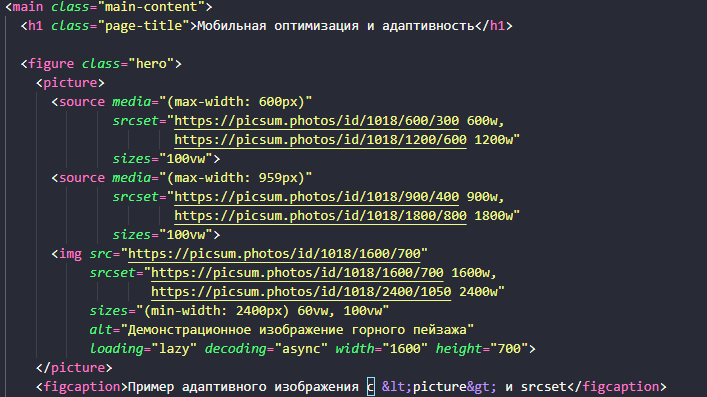 <main class="main-content">
<h1 class="page-title">Мобильная оптимизация и адаптивность</h1>
<figure class="hero">
<picture>
<source media="(max-width: 600px)"
srcset="https://picsum.photos/id/1018/600/300 600w,
https://picsum.photos/id/1018/1200/600 1200w"
sizes="100vw">
<source media="(max-width: 959px)"
srcset="https://picsum.photos/id/1018/900/400 900w,
https://picsum.photos/id/1018/1800/800 1800w"
sizes="100vw">
<img src="https://picsum.photos/id/1018/1600/700"
srcset="https://picsum.photos/id/1018/1600/700 1600w,
https://picsum.photos/id/1018/2400/1050 2400w"
sizes="(min-width: 2400px) 60vw, 100vw"
alt="Демонстрационное изображение горного пейзажа"
loading="lazy" decoding="async" width="1600" height="700">
</picture>
<figcaption>Пример адаптивного изображения с &lt;picture&gt; и srcset</figcaption>